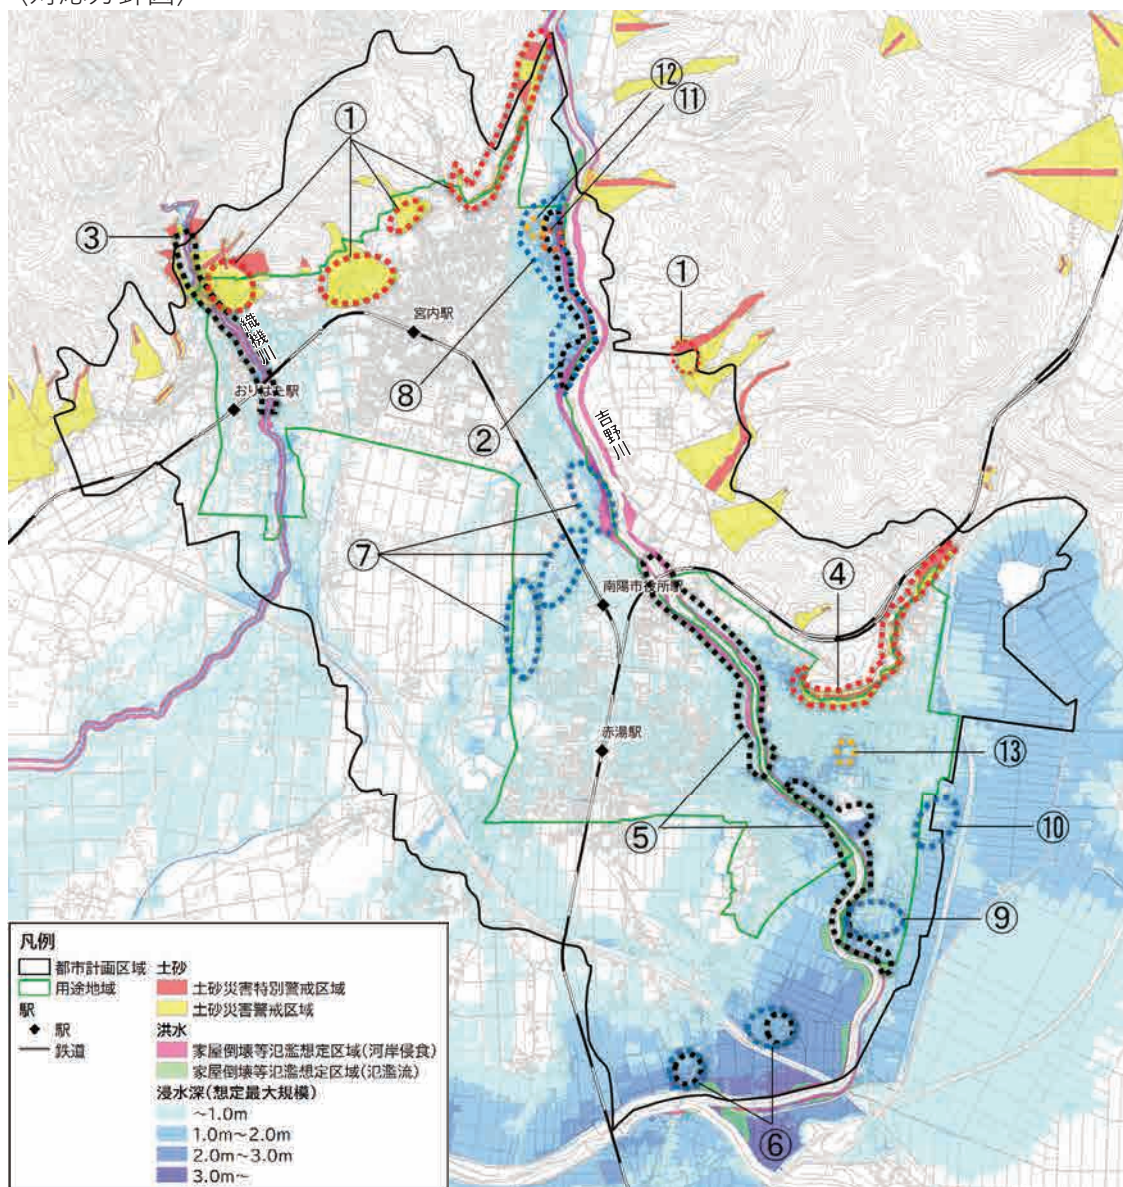 (対応方針図)
⑫
⑪
①
③
①
宮内駅
織機川
おりはた駅
⑧
②
吉野川
⑦
南陽市役所駅
④
赤湯駅
⑬
⑤
⑩
⑨
⑥
凡例
都市計画区域
用途地域
駅
駅
鉄道
土砂
土砂災害特別警戒区域
土砂災害警戒区域
洪水
家屋倒壊等氾濫想定区域(河岸侵食)
家屋倒壊等氾濫想定区域(氾濫流)
浸水深(想定最大規模)
～1.0m
1.0m～2.0m
2.0m～3.0m
3.0m～